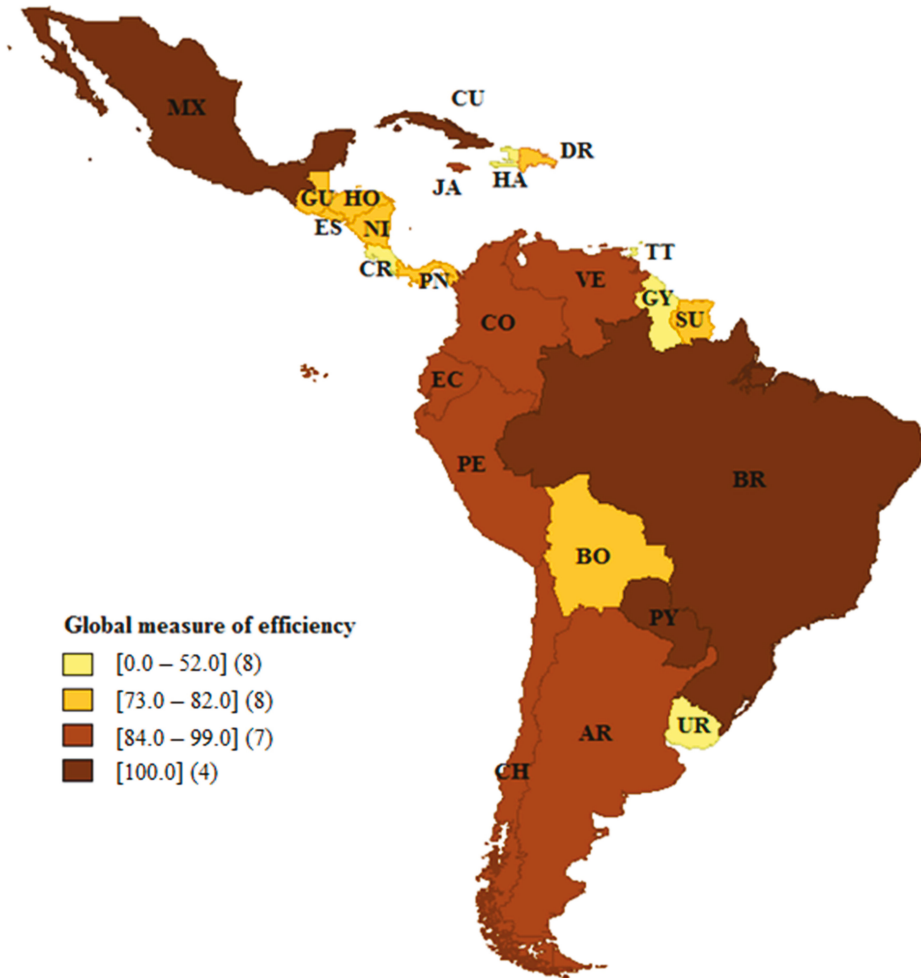 MX
CU
DR
JA
HA
GU
HO
ES
NI
CR
PN
TT
VE
GY
SU
CO
EC
PE
BR
BO
PY
UR
AR
CH
Global measure of efficiency
[0.0 – 52.0] (8)
[73.0 – 82.0] (8)
[84.0 – 99.0] (7)
[100.0] (4)